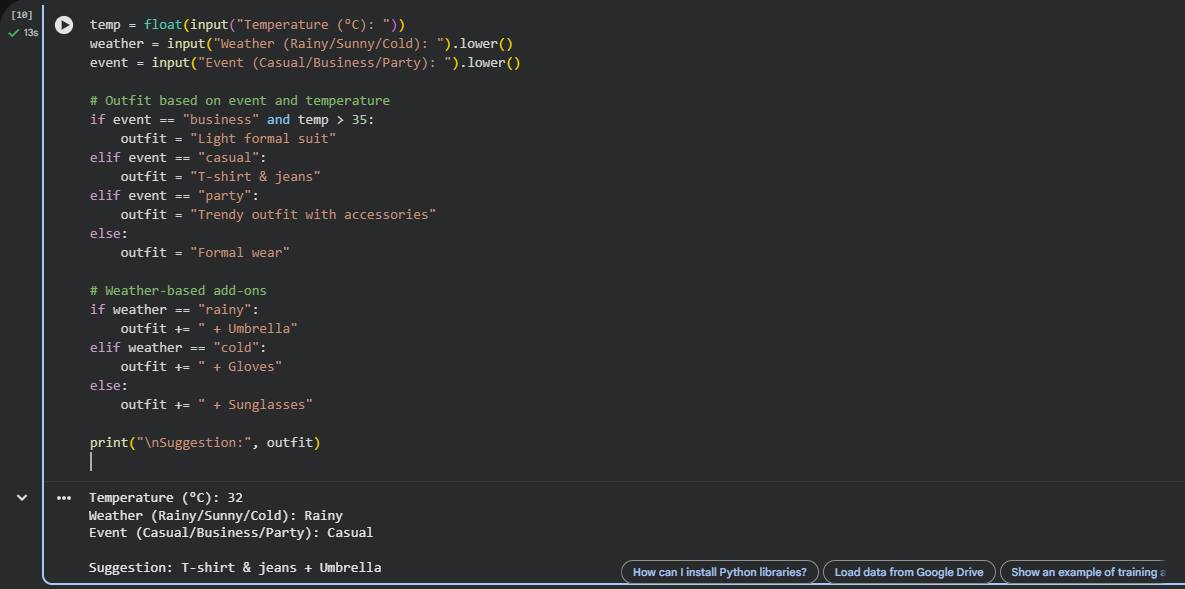 [10]
13s
temp = float(input("Temperature (°C): "))
weather = input("Weather (Rainy/Sunny/Cold): ").lower()
event = input("Event (Casual/Business/Party): ").lower()

# Outfit based on event and temperature
if event == "business" and temp > 35:
    outfit = "Light formal suit"
elif event == "casual":
    outfit = "T-shirt & jeans"
elif event == "party":
    outfit = "Trendy outfit with accessories"
else:
    outfit = "Formal wear"

# Weather-based add-ons
if weather == "rainy":
    outfit += " + Umbrella"
elif weather == "cold":
    outfit += " + Gloves"
else:
    outfit += " + Sunglasses"

print("\nSuggestion:", outfit)
Temperature (°C): 32
Weather (Rainy/Sunny/Cold): Rainy
Event (Casual/Business/Party): Casual

Suggestion: T-shirt & jeans + Umbrella
How can I install Python libraries? Load data from Google Drive Show an example of training